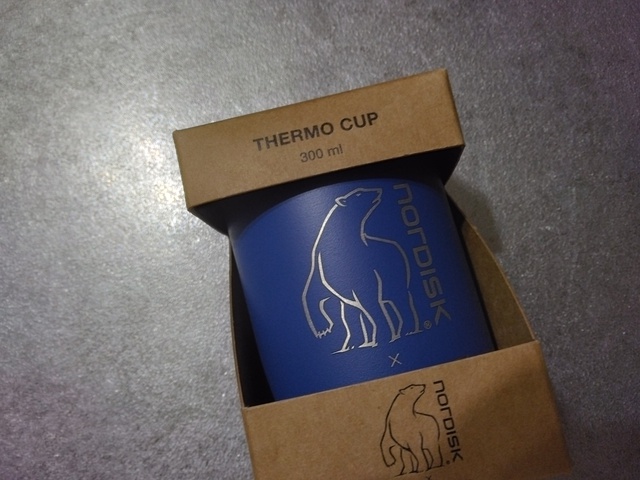 THERMO CUP
300 ml
nORDISK®
X
nORDISK